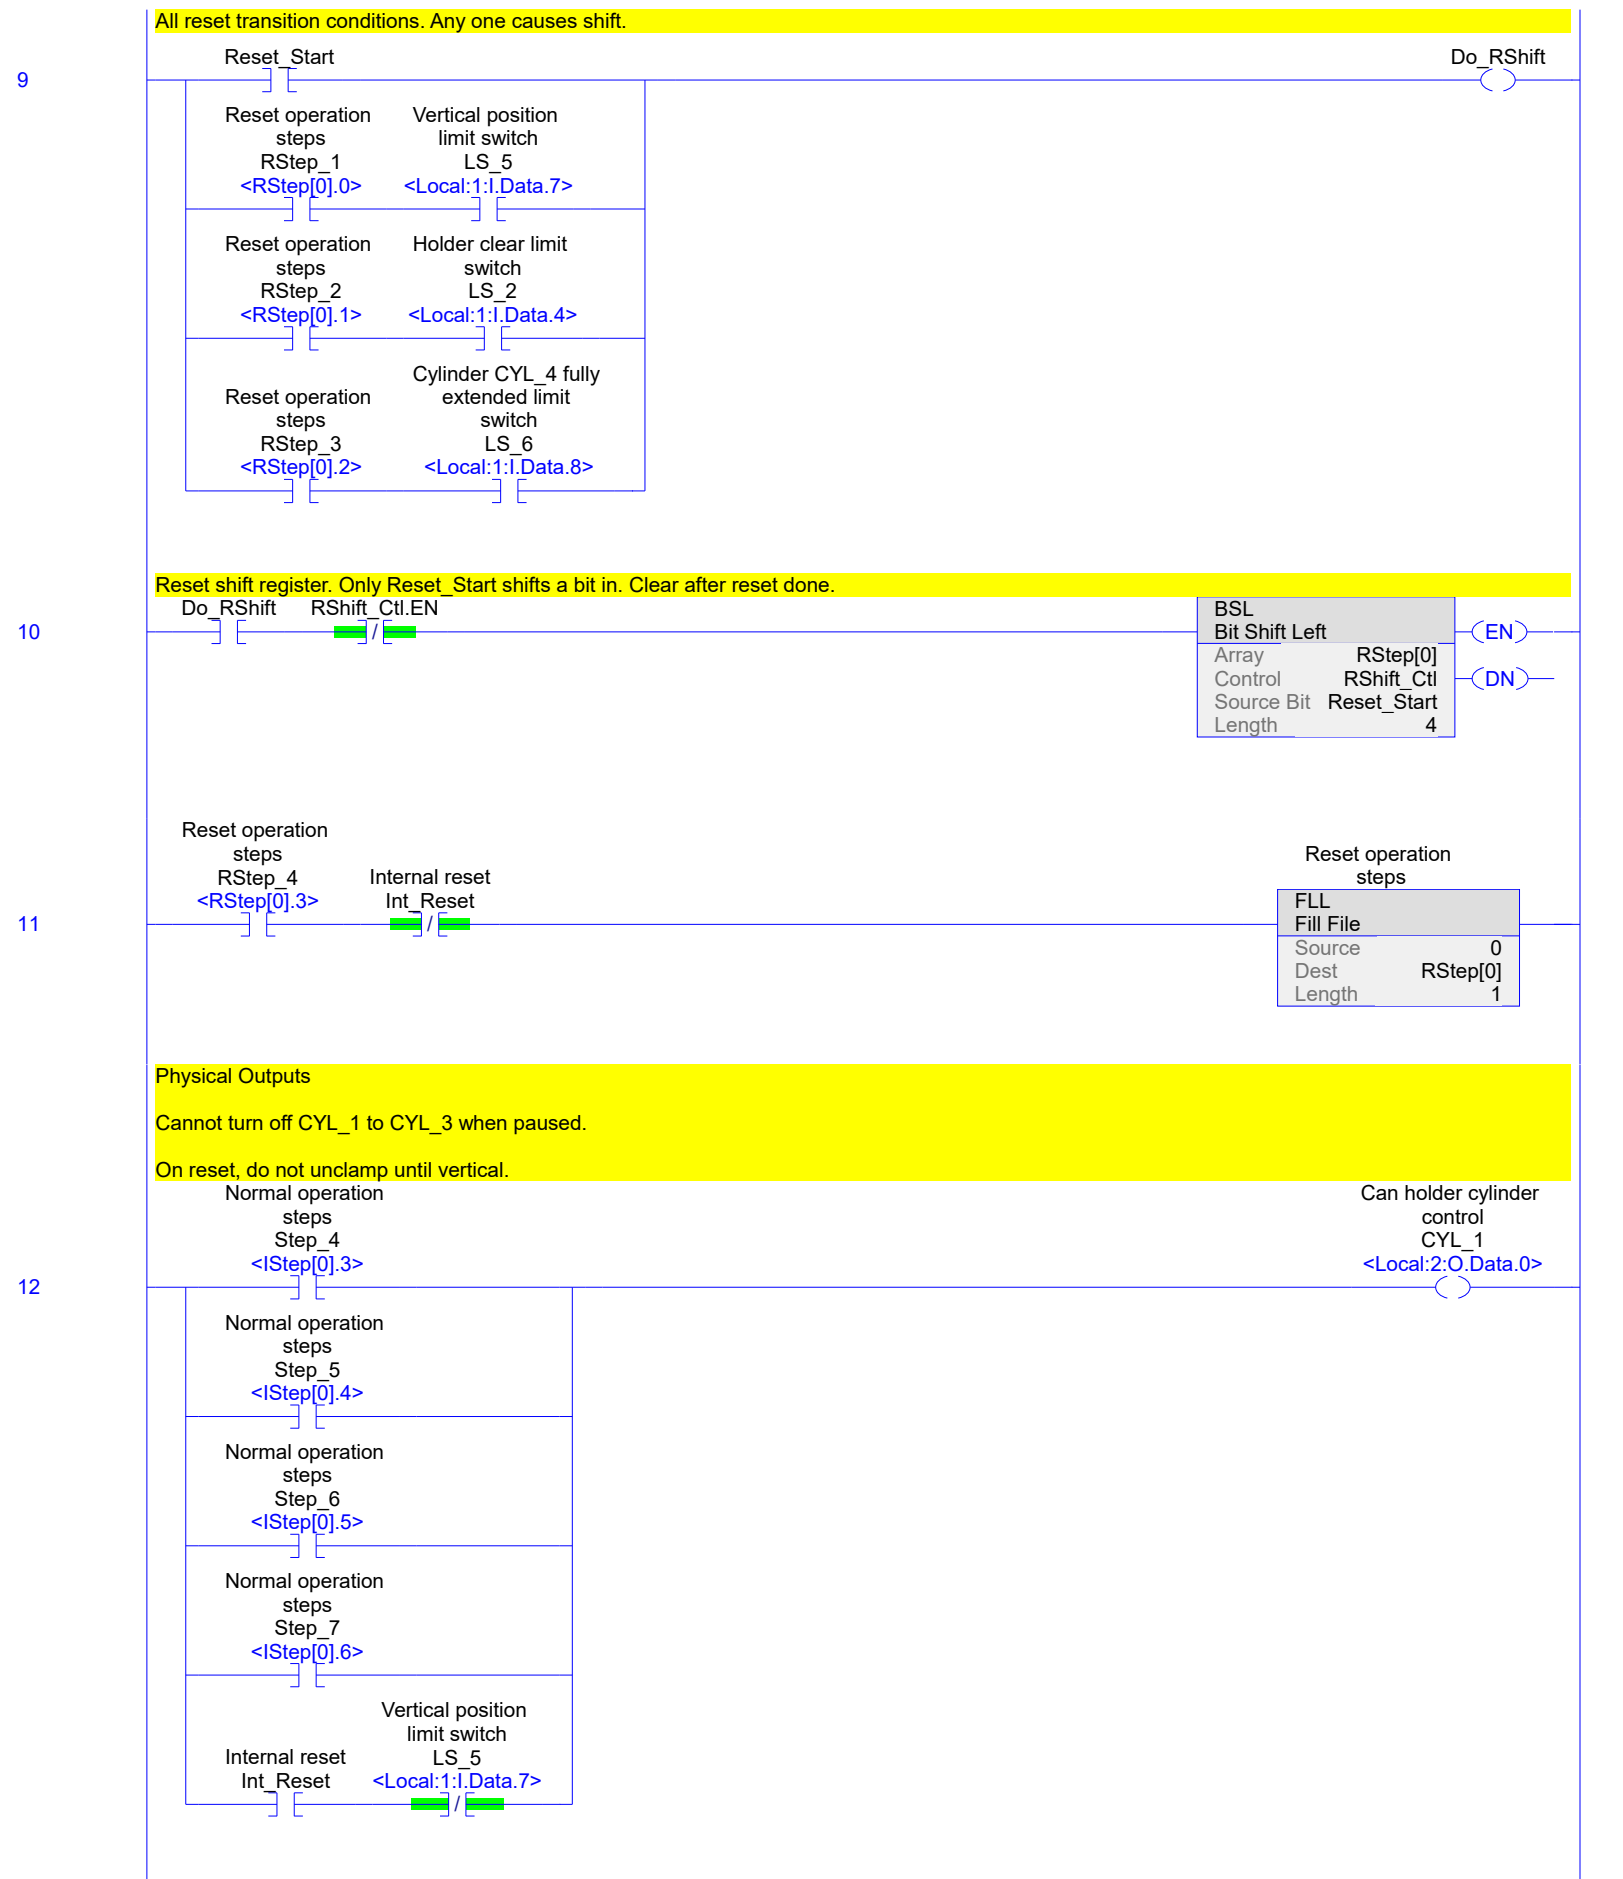 All reset transition conditions. Any one causes shift.
Reset_Start
Do_RShift
9
Reset operation
steps
RStep_1
<RStep[0].0>
Vertical position
limit switch
LS_5
<Local:1:I.Data.7>
Reset operation
steps
RStep_2
<RStep[0].1>
Holder clear limit
switch
LS_2
<Local:1:I.Data.4>
Reset operation
steps
RStep_3
<RStep[0].2>
Cylinder CYL_4 fully
extended limit
switch
LS_6
<Local:1:I.Data.8>
Reset shift register. Only Reset_Start shifts a bit in. Clear after reset done.
Do_RShift
RShift_Ctl.EN
10
/
BSL
Bit Shift Left
Array RStep[0]
Control RShift_Ctl
Source Bit Reset_Start
Length 4
EN
DN
Reset operation
steps
RStep_4
<RStep[0].3>
Internal reset
Int_Reset
11
/
Reset operation
steps
FLL
Fill File
Source 0
Dest RStep[0]
Length 1
Physical Outputs
Cannot turn off CYL_1 to CYL_3 when paused.
On reset, do not unclamp until vertical.
Normal operation
steps
Step_4
<IStep[0].3>
Can holder cylinder
control
CYL_1
<Local:2:O.Data.0>
12
Normal operation
steps
Step_5
<IStep[0].4>
Normal operation
steps
Step_6
<IStep[0].5>
Normal operation
steps
Step_7
<IStep[0].6>
Internal reset
Int_Reset
Vertical position
limit switch
LS_5
<Local:1:I.Data.7>
/